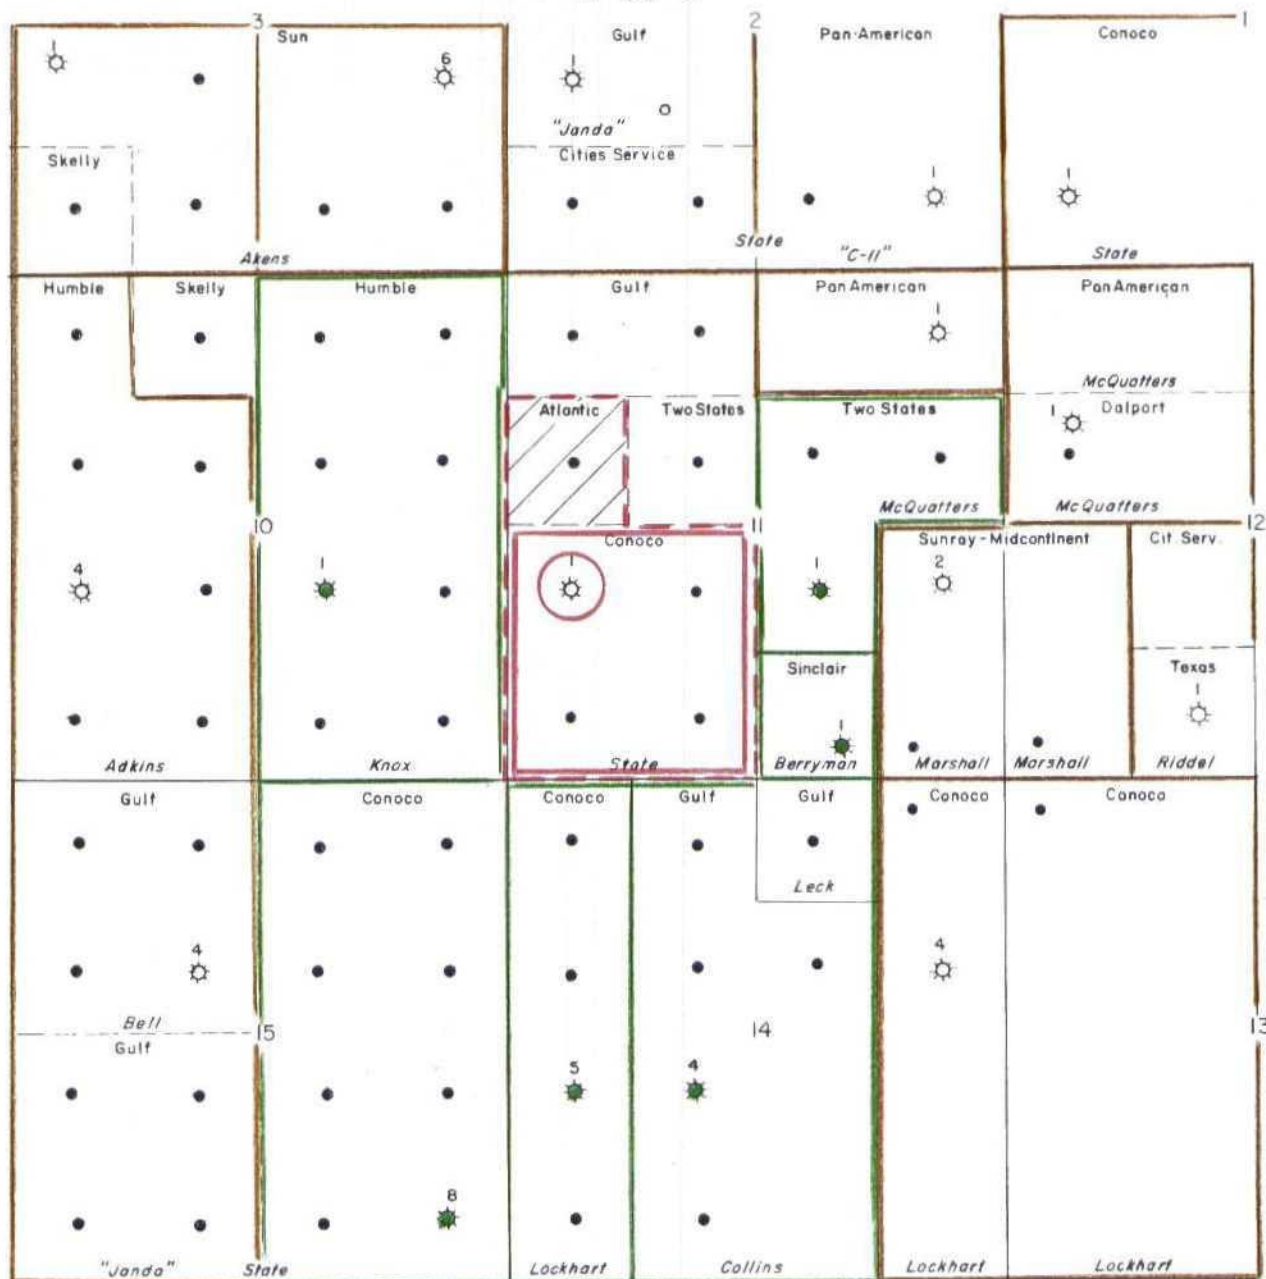 3 2 1
Sun Gulf Pan-American Conoco
1 6 1
"Janda"
Skelly Cities Service
1 1
State
Akens "C-11" State
Humble Skelly Humble Gulf Pan American Pan American
1
McQuatters
Atlantic Two States Two States Dalport
1
McQuatters McQuatters
10 11 12
Conoco Sunray-Midcontinent Cit. Serv.
4 1 1 1 2
Sinclair Texas
1
1
Adkins Knox State Berryman Marshall Marshall Riddel
Gulf Conoco Conoco Gulf Gulf Conoco Conoco
Leck
4 4
Bell
15 14 13
Gulf
5 4
8
"Janda" State Lockhart Collins Lockhart Lockhart